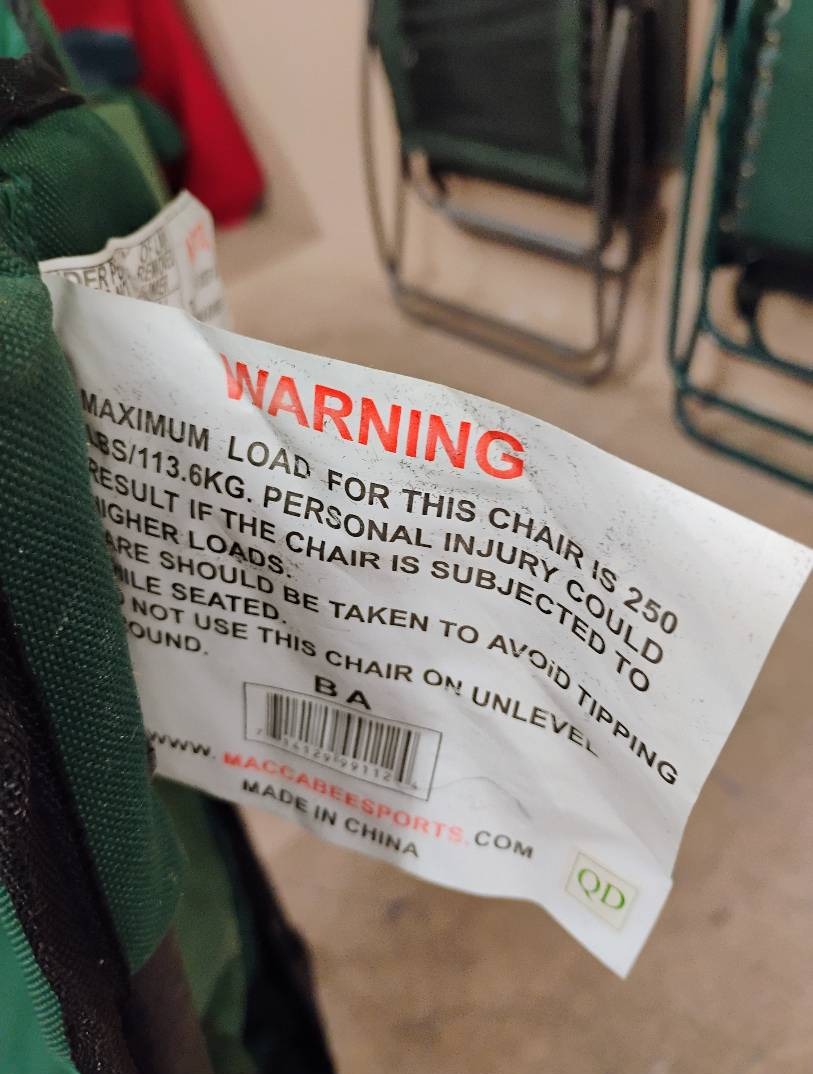 WARNING
MAXIMUM LOAD FOR THIS CHAIR IS 250
LBS/113.6KG. PERSONAL INJURY COULD
RESULT IF THE CHAIR IS SUBJECTED TO
HIGHER LOADS.
ARE SHOULD BE TAKEN TO AVOID TIPPING
HILE SEATED.
NOT USE THIS CHAIR ON UNLEVEL
OUND.
BA
www.MACCABEESPORTS.COM
MADE IN CHINA
QD